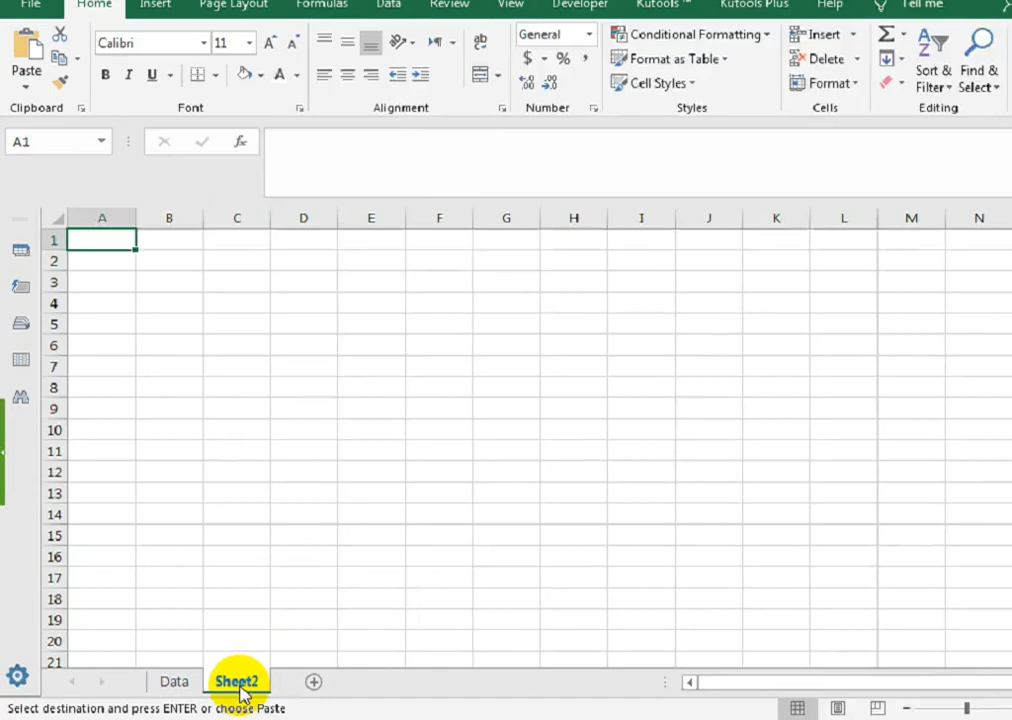 File Home Insert Page Layout Formulas Data Review View Developer Kutools ™ Kutools Plus Help Tell me
Calibri 11 General Conditional Formatting Insert
Paste B I U A $ % , Format as Table Delete Sort & Find &
Cell Styles Format Filter Select
Clipboard Font Alignment Number Styles Cells Editing
A1 fx
A B C D E F G H I J K L M N
1
2
3
4
5
6
7
8
9
10
11
12
13
14
15
16
17
18
19
20
21
Data Sheet2
Select destination and press ENTER or choose Paste